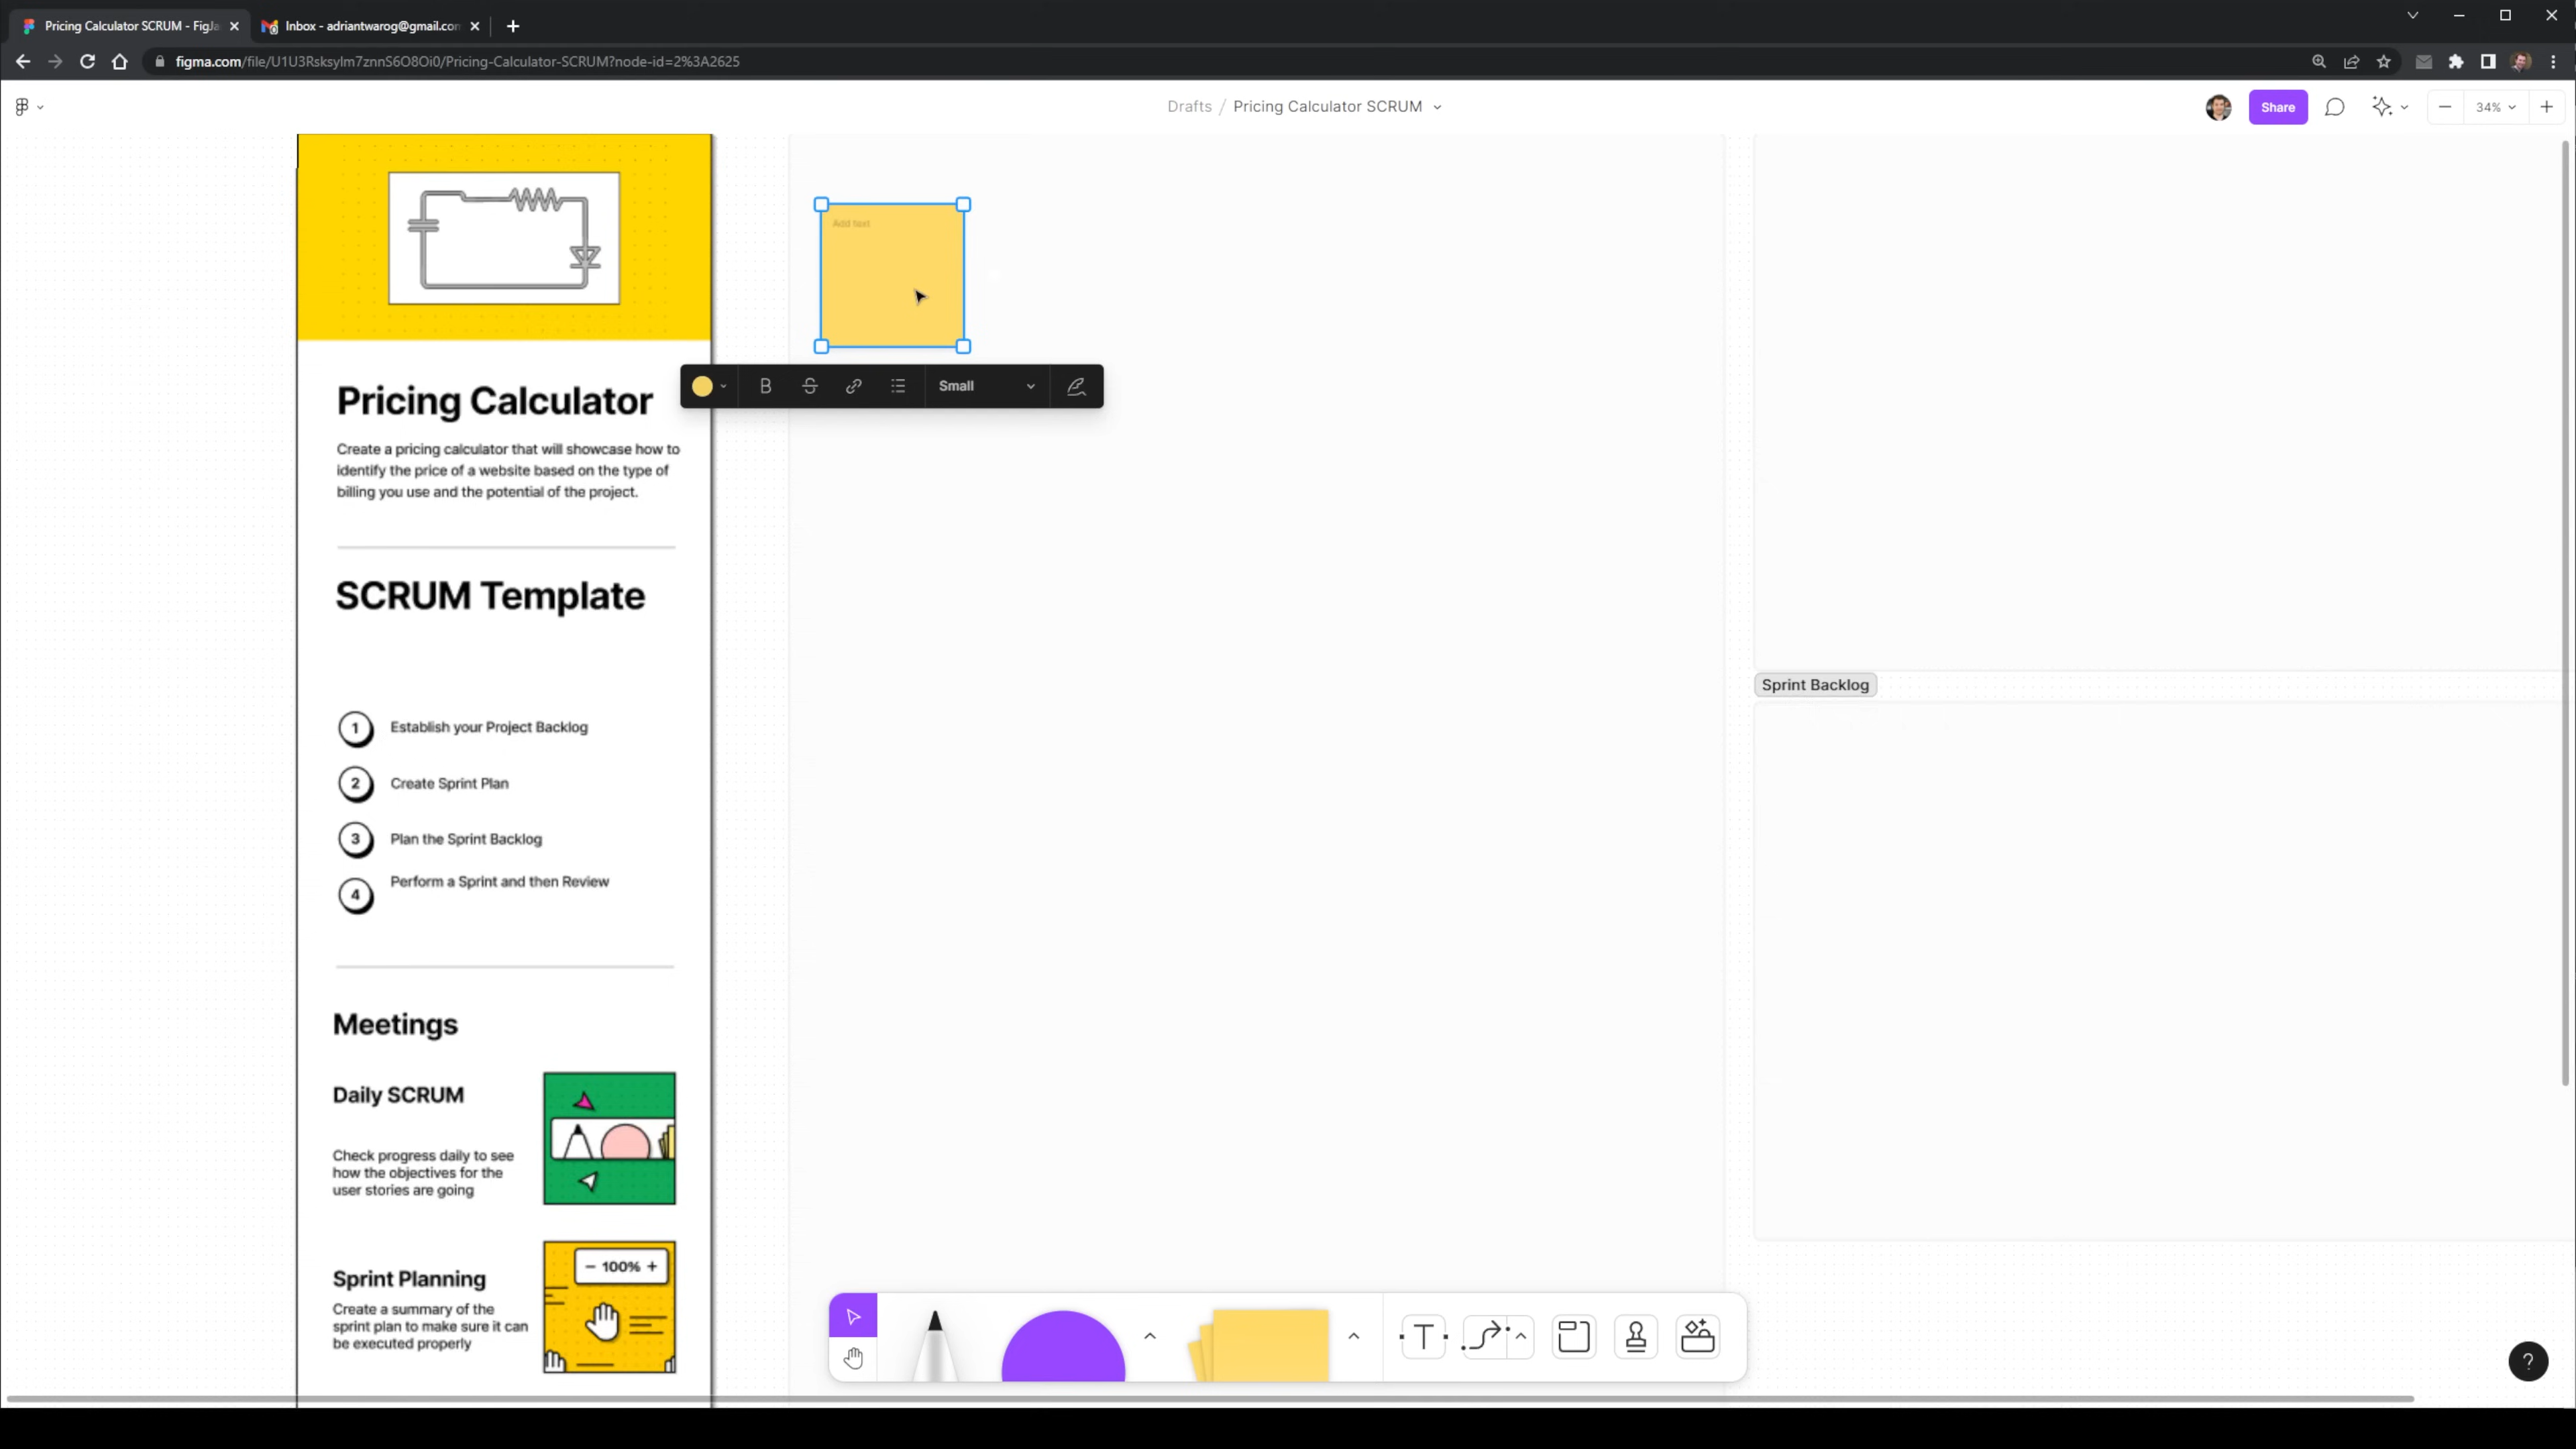 Pricing Calculator SCRUM - FigJa
Inbox - adriantwarog@gmail.con
figma.com/file/U1U3Rsksylm7znnS6O8Oi0/Pricing-Calculator-SCRUM?node-id=2%3A2625
Drafts / Pricing Calculator SCRUM
Share
34%
Add text
Small
Pricing Calculator
Create a pricing calculator that will showcase how to
identify the price of a website based on the type of
billing you use and the potential of the project.
SCRUM Template
1 Establish your Project Backlog
2 Create Sprint Plan
3 Plan the Sprint Backlog
4 Perform a Sprint and then Review
Meetings
Daily SCRUM
Check progress daily to see
how the objectives for the
user stories are going
Sprint Planning
Create a summary of the
sprint plan to make sure it can
be executed properly
− 100% +
Sprint Backlog
B
S
T
?